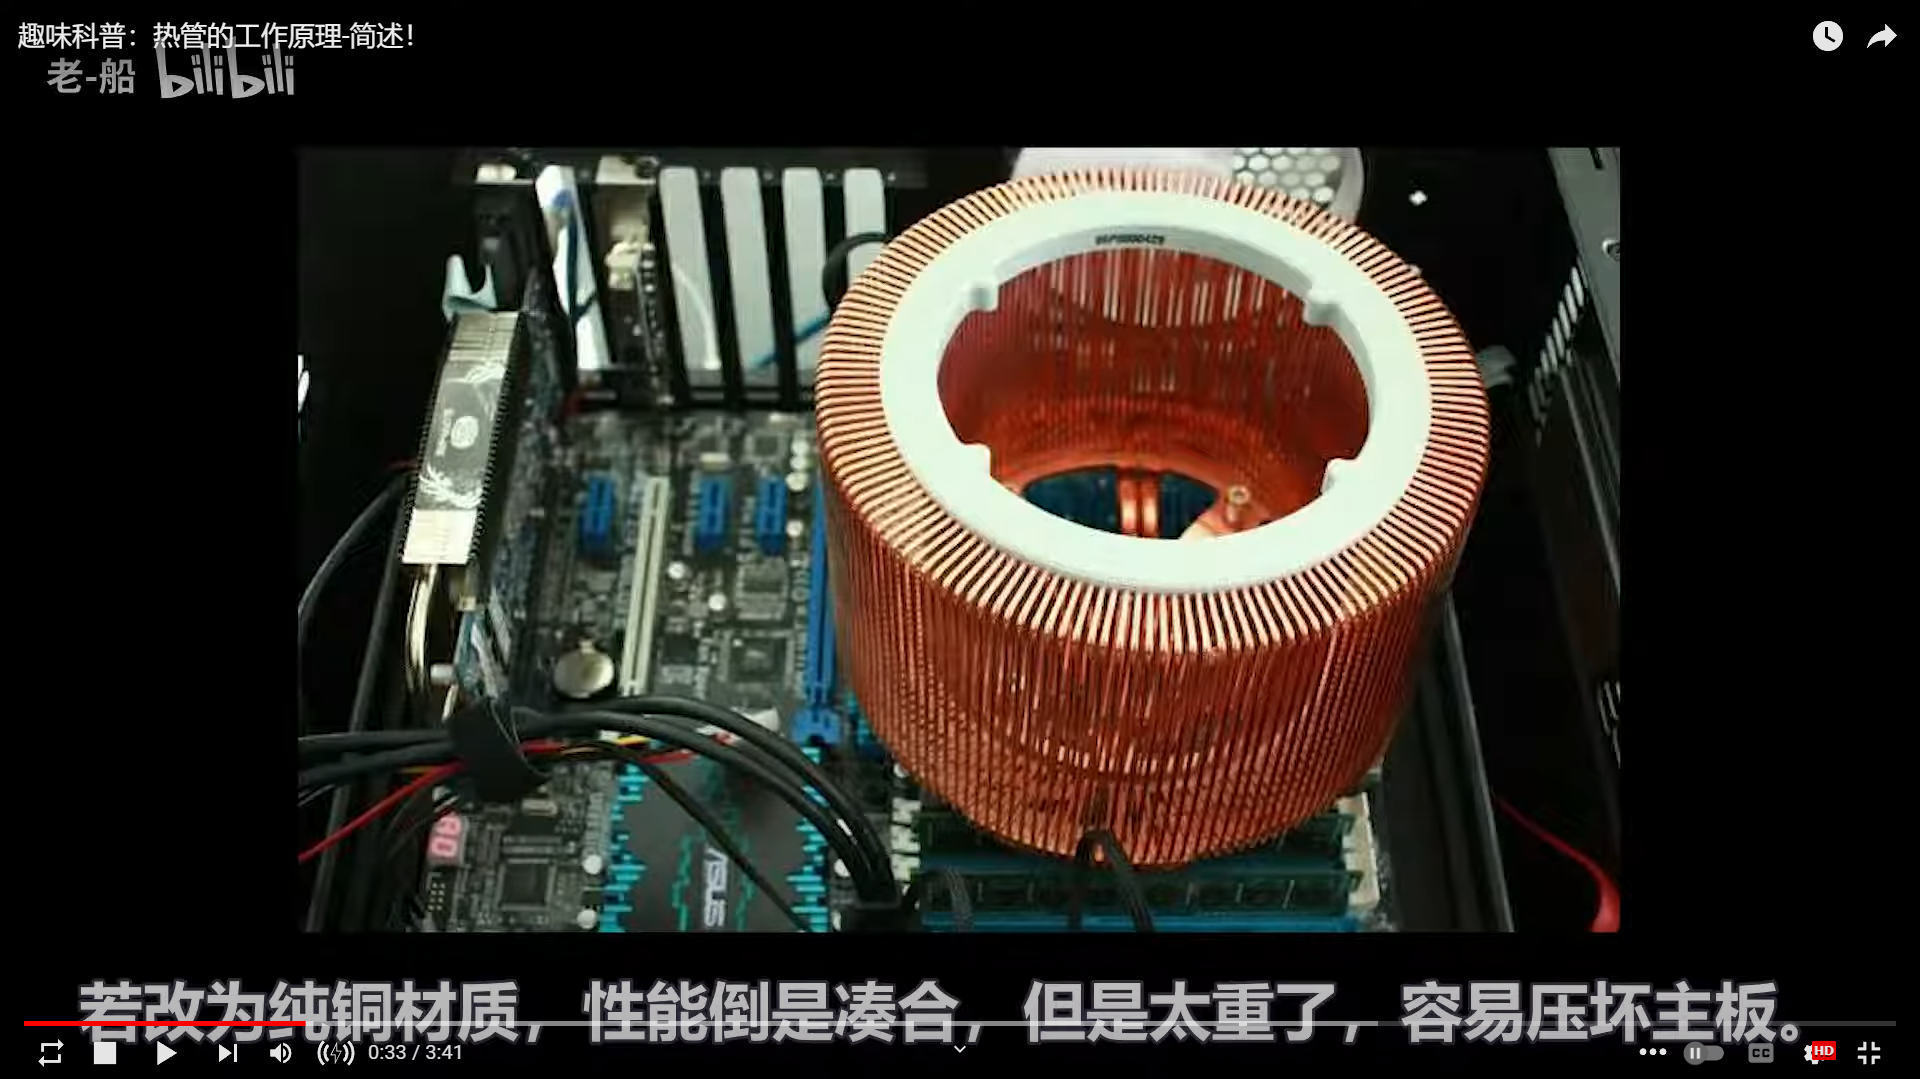 趣味科普：热管的工作原理-简述！
老-船 bilibili
ASUS
若改为纯铜材质，性能倒是凑合，但是太重了，容易压坏主板。
0:33 / 3:41
CC
HD